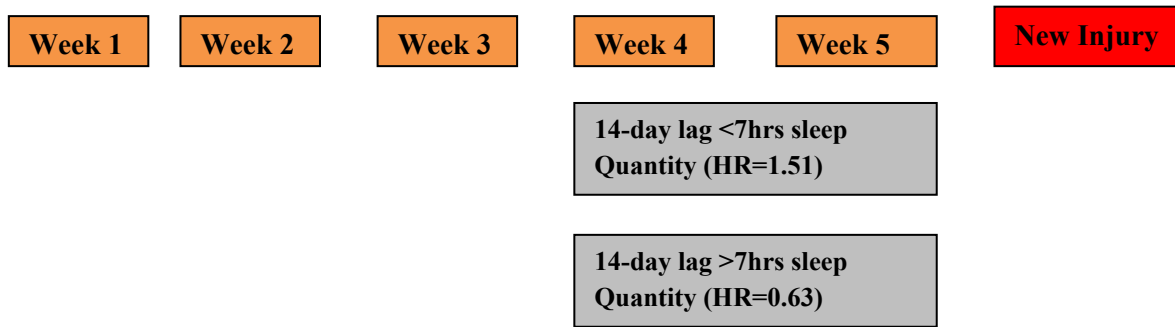 Week 1
Week 2
Week 3
Week 4
Week 5
New Injury
14-day lag <7hrs sleep
Quantity (HR=1.51)
14-day lag >7hrs sleep
Quantity (HR=0.63)